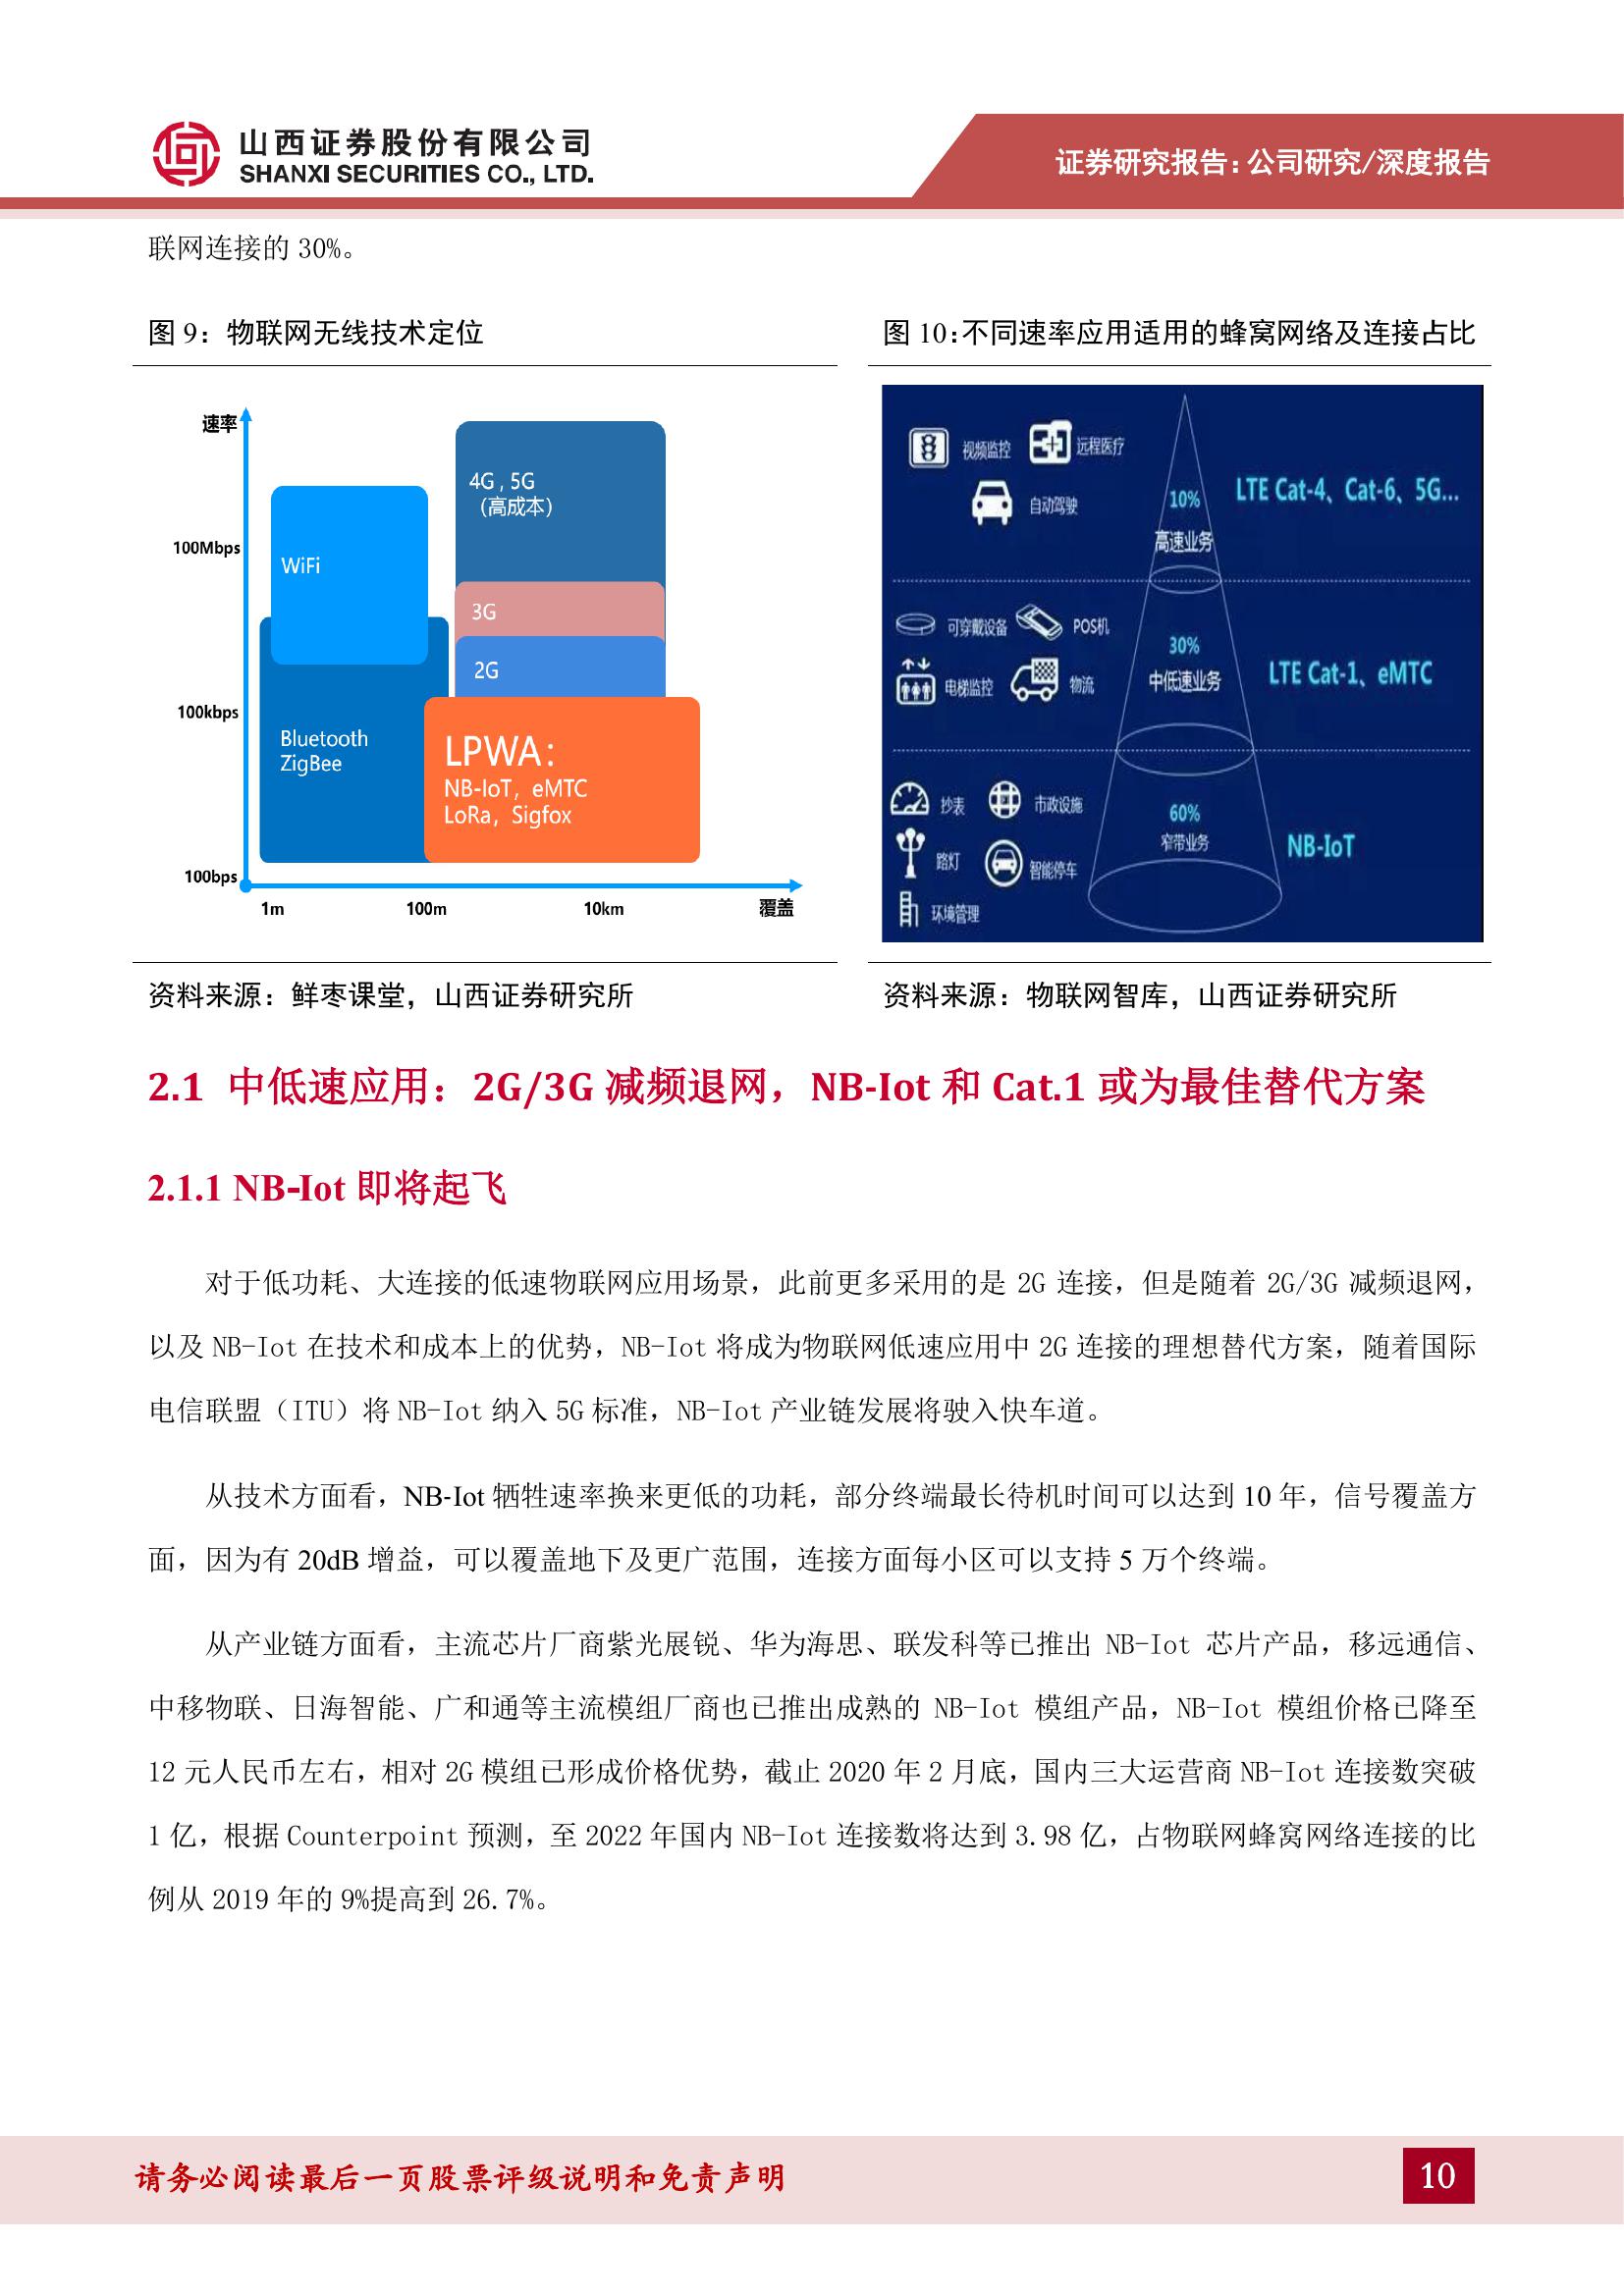 山西证券股份有限公司
SHANXI SECURITIES CO., LTD.
证券研究报告：公司研究/深度报告
联网连接的 30%。
图 9：物联网无线技术定位
速率
4G , 5G
（高成本）
100Mbps
WiFi
3G
2G
100kbps
Bluetooth
ZigBee
LPWA：
NB-IoT，eMTC
LoRa，Sigfox
100bps
1m 100m 10km 覆盖
资料来源：鲜枣课堂，山西证券研究所
图 10：不同速率应用适用的蜂窝网络及连接占比
视频监控 远程医疗
自动驾驶
10%
高速业务
LTE Cat-4、Cat-6、5G...
可穿戴设备 POS机
电梯监控 物流
30%
中低速业务
LTE Cat-1、eMTC
抄表 市政设施
路灯 智能停车
环境管理
60%
窄带业务
NB-IoT
资料来源：物联网智库，山西证券研究所
2.1 中低速应用：2G/3G 减频退网，NB-Iot 和 Cat.1 或为最佳替代方案
2.1.1 NB-Iot 即将起飞
对于低功耗、大连接的低速物联网应用场景，此前更多采用的是 2G 连接，但是随着 2G/3G 减频退网，
以及 NB-Iot 在技术和成本上的优势，NB-Iot 将成为物联网低速应用中 2G 连接的理想替代方案，随着国际
电信联盟（ITU）将 NB-Iot 纳入 5G 标准，NB-Iot 产业链发展将驶入快车道。
从技术方面看，NB-Iot 牺牲速率换来更低的功耗，部分终端最长待机时间可以达到 10 年，信号覆盖方
面，因为有 20dB 增益，可以覆盖地下及更广范围，连接方面每小区可以支持 5 万个终端。
从产业链方面看，主流芯片厂商紫光展锐、华为海思、联发科等已推出 NB-Iot 芯片产品，移远通信、
中移物联、日海智能、广和通等主流模组厂商也已推出成熟的 NB-Iot 模组产品，NB-Iot 模组价格已降至
12 元人民币左右，相对 2G 模组已形成价格优势，截止 2020 年 2 月底，国内三大运营商 NB-Iot 连接数突破
1 亿，根据 Counterpoint 预测，至 2022 年国内 NB-Iot 连接数将达到 3.98 亿，占物联网蜂窝网络连接的比
例从 2019 年的 9%提高到 26.7%。
请务必阅读最后一页股票评级说明和免责声明
10